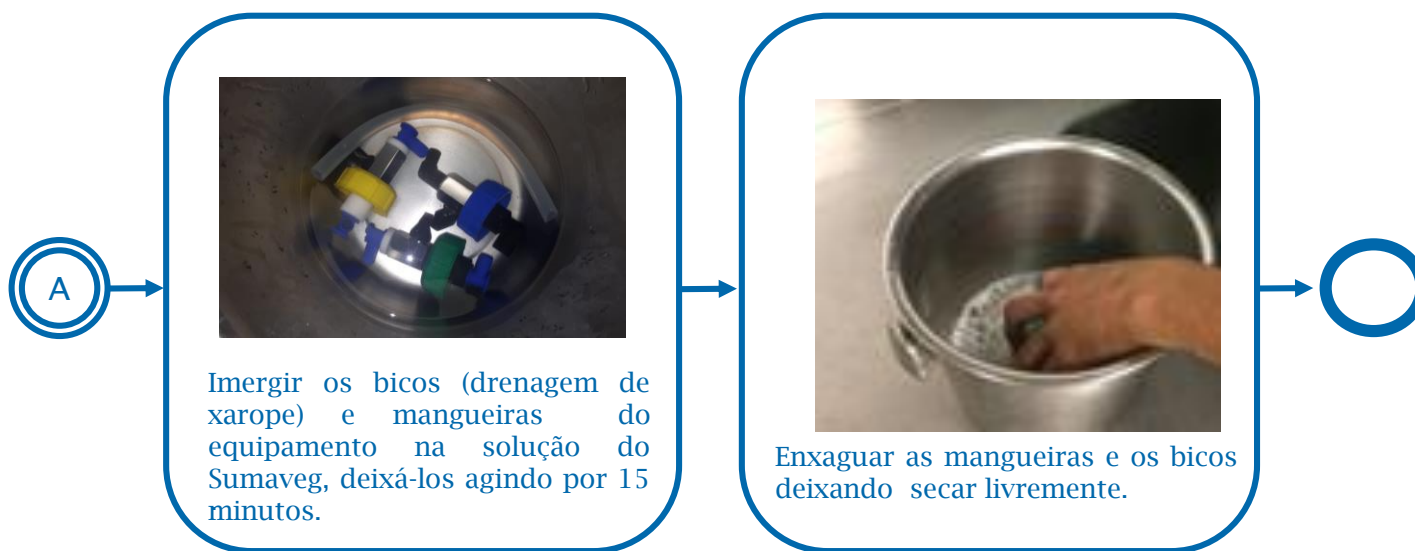 A
Imergir os bicos (drenagem de
xarope) e mangueiras do
equipamento na solução do
Sumaveg, deixá-los agindo por 15
minutos.
Enxaguar as mangueiras e os bicos
deixando secar livremente.